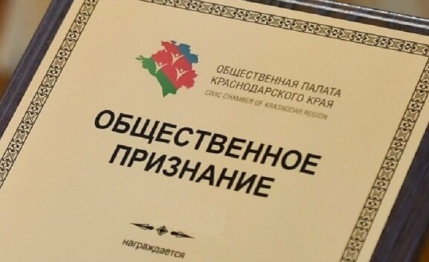 ОБЩЕСТВЕННАЯ ПАЛАТА
КРАСНОДАРСКОГО КРАЯ
CIVIC CHAMBER OF KRASNODAR REGION
ОБЩЕСТВЕННОЕ
ПРИЗНАНИЕ
награждается